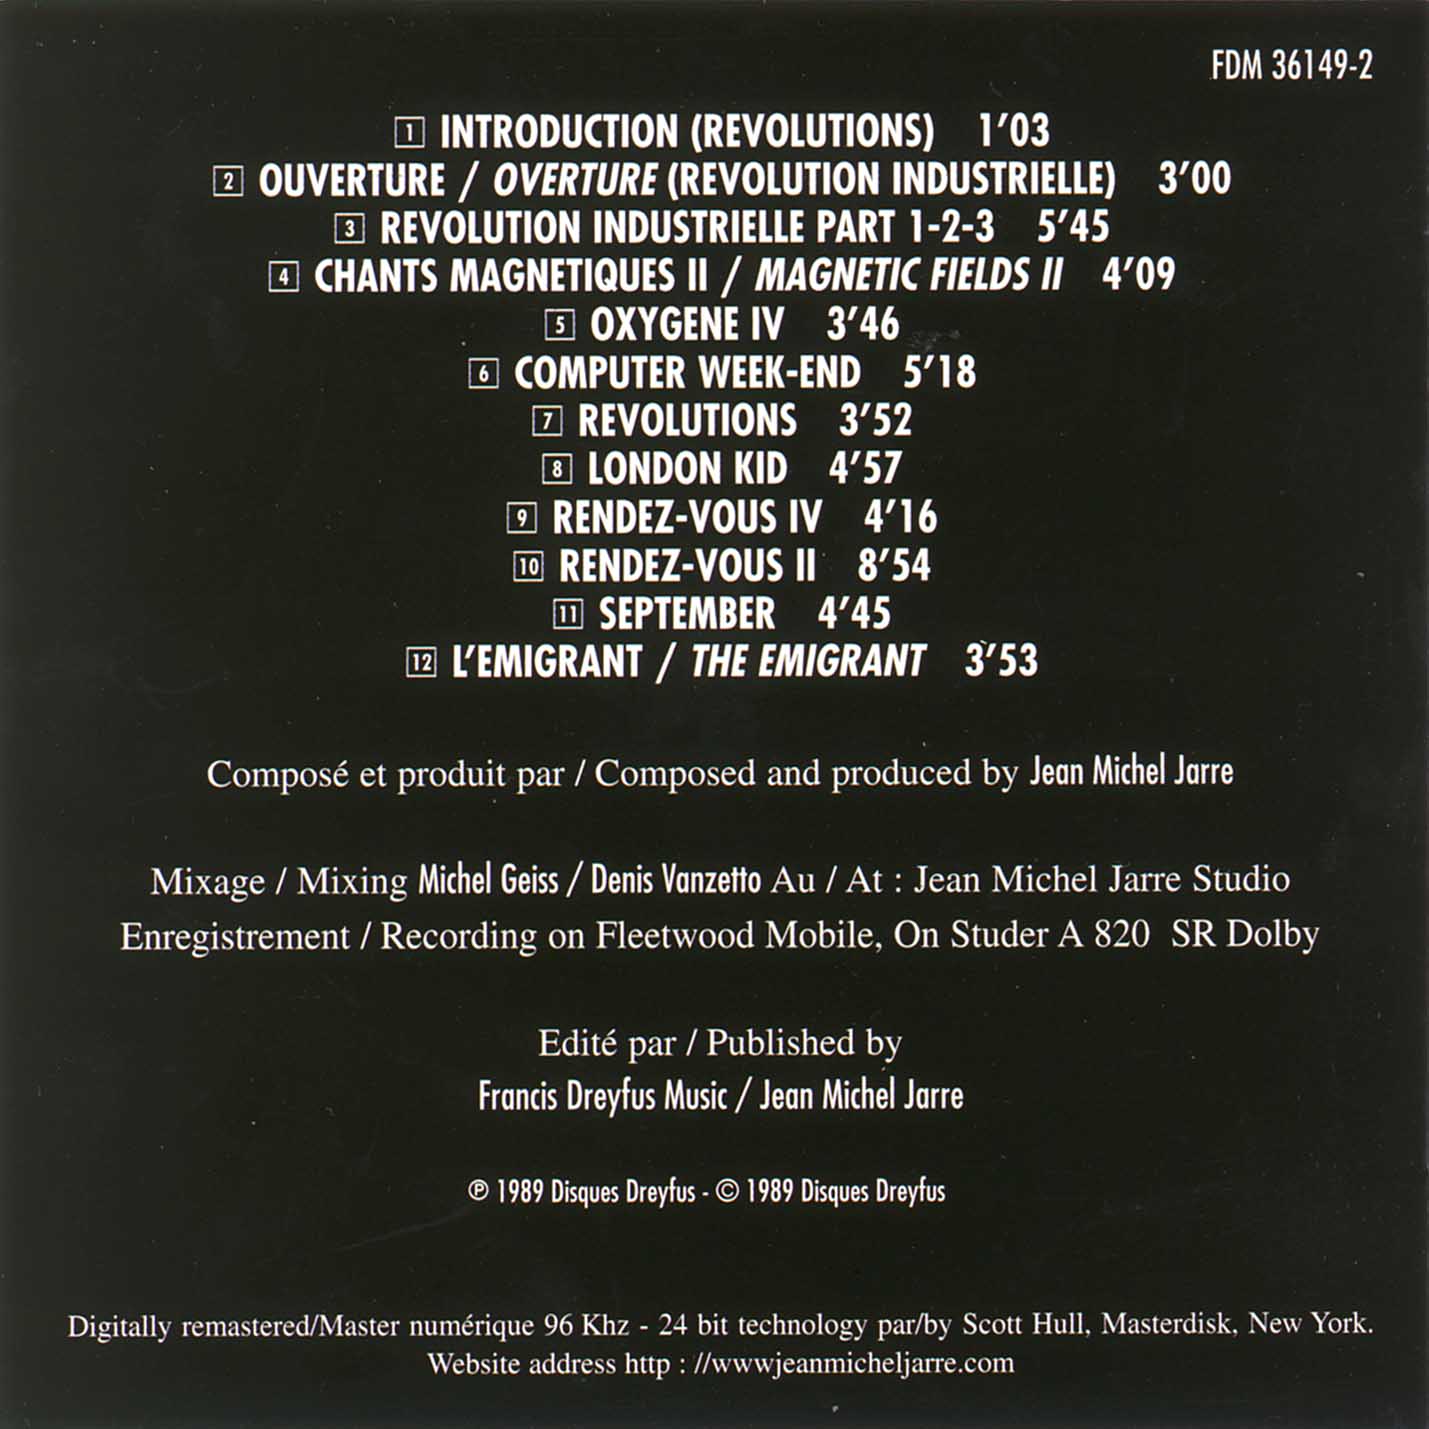 FDM 36149-2
1 INTRODUCTION (REVOLUTIONS) 1'03
2 OUVERTURE / OVERTURE (REVOLUTION INDUSTRIELLE) 3'00
3 REVOLUTION INDUSTRIELLE PART 1-2-3 5'45
4 CHANTS MAGNETIQUES II / MAGNETIC FIELDS II 4'09
5 OXYGENE IV 3'46
6 COMPUTER WEEK-END 5'18
7 REVOLUTIONS 3'52
8 LONDON KID 4'57
9 RENDEZ-VOUS IV 4'16
10 RENDEZ-VOUS II 8'54
11 SEPTEMBER 4'45
12 L'EMIGRANT / THE EMIGRANT 3'53
Composé et produit par / Composed and produced by Jean Michel Jarre
Mixage / Mixing Michel Geiss / Denis Vanzetto Au / At : Jean Michel Jarre Studio
Enregistrement / Recording on Fleetwood Mobile, On Studer A 820 SR Dolby
Edité par / Published by
Francis Dreyfus Music / Jean Michel Jarre
℗ 1989 Disques Dreyfus - © 1989 Disques Dreyfus
Digitally remastered/Master numérique 96 Khz - 24 bit technology par/by Scott Hull, Masterdisk, New York.
Website address http : //wwwjeanmicheljarre.com